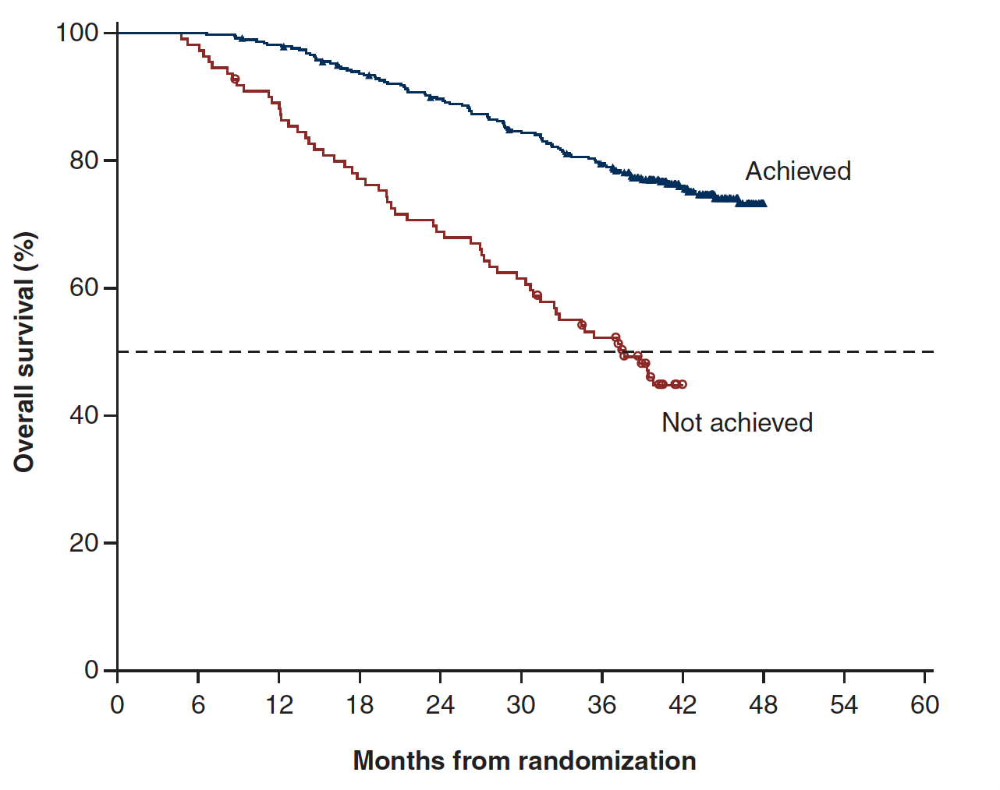 100
80
60
40
20
0
Overall survival (%)
Achieved
Not achieved
0 6 12 18 24 30 36 42 48 54 60
Months from randomization